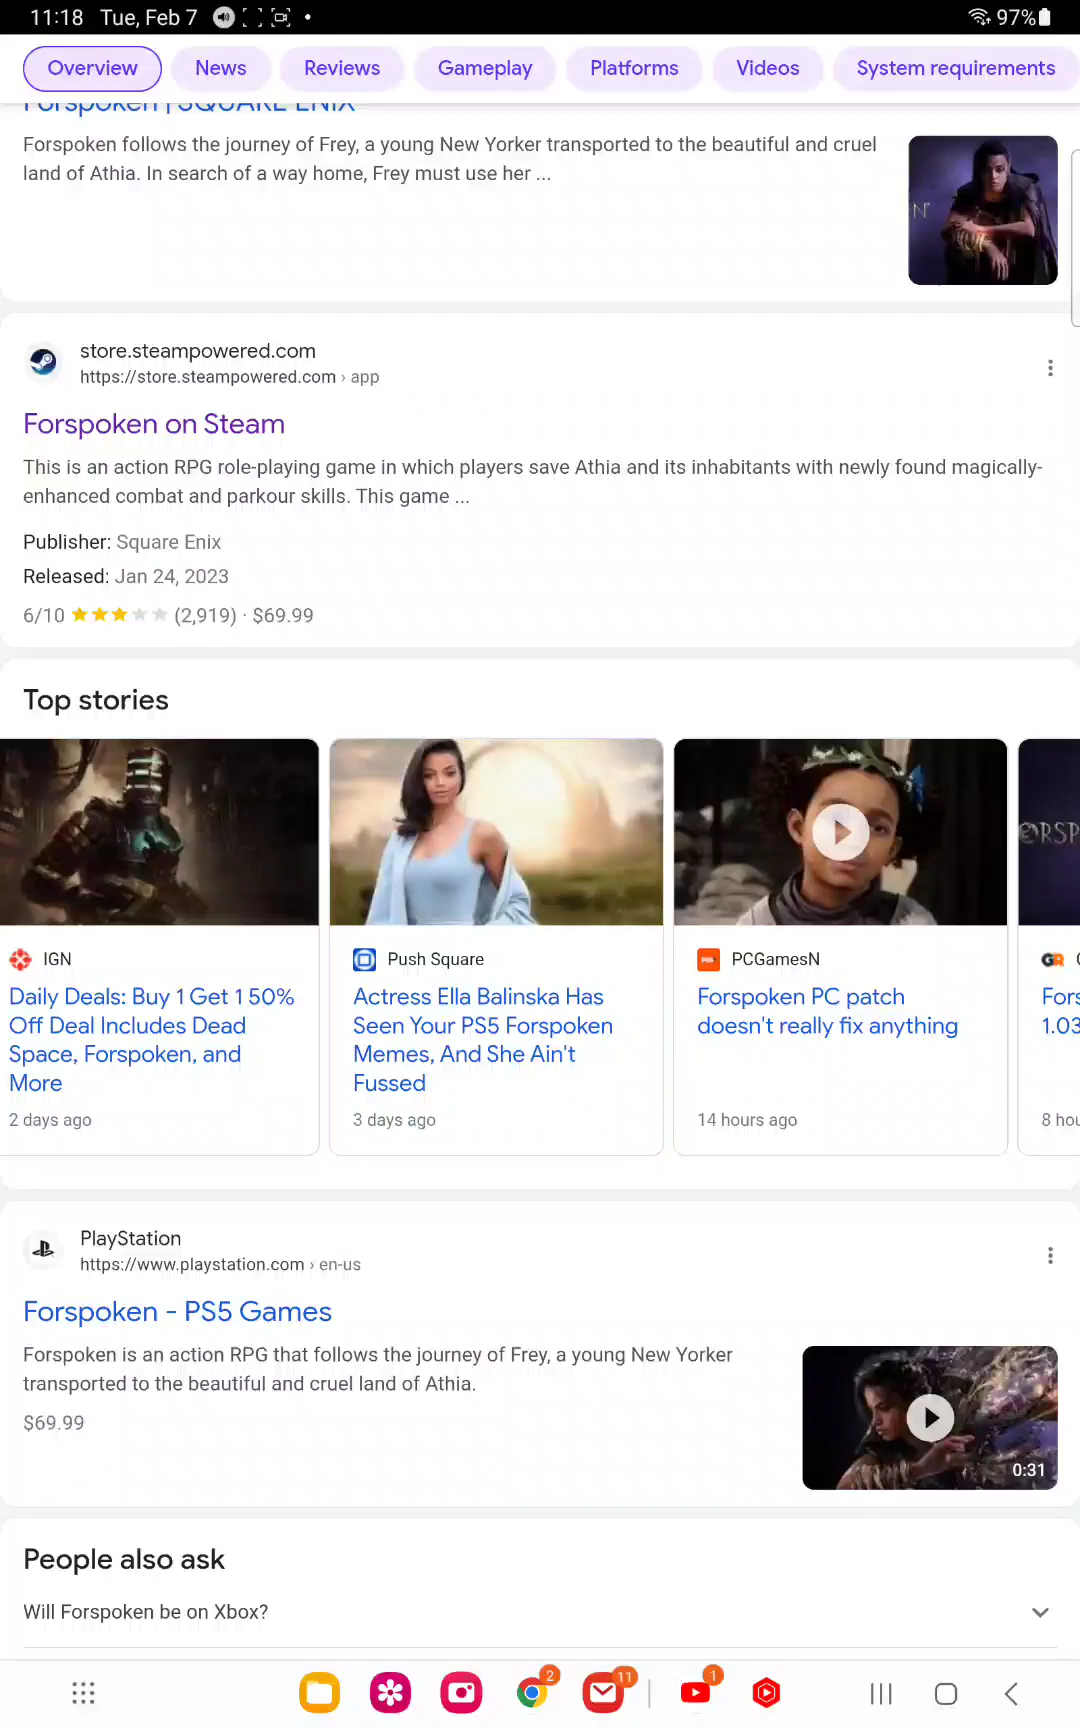 11:18 Tue, Feb 7
97%
Overview News Reviews Gameplay Platforms Videos System requirements
Forspoken | SQUARE ENIX
Forspoken follows the journey of Frey, a young New Yorker transported to the beautiful and cruel
land of Athia. In search of a way home, Frey must use her ...
store.steampowered.com
https://store.steampowered.com › app
Forspoken on Steam
This is an action RPG role-playing game in which players save Athia and its inhabitants with newly found magically-
enhanced combat and parkour skills. This game ...
Publisher: Square Enix
Released: Jan 24, 2023
6/10 (2,919) · $69.99
Top stories
IGN
Daily Deals: Buy 1 Get 1 50%
Off Deal Includes Dead
Space, Forspoken, and
More
2 days ago
Push Square
Actress Ella Balinska Has
Seen Your PS5 Forspoken
Memes, And She Ain't
Fussed
3 days ago
PCGamesN
Forspoken PC patch
doesn't really fix anything
14 hours ago
ORSP
GR
Fors
1.03
8 hou
PlayStation
https://www.playstation.com › en-us
Forspoken - PS5 Games
Forspoken is an action RPG that follows the journey of Frey, a young New Yorker
transported to the beautiful and cruel land of Athia.
$69.99
0:31
People also ask
Will Forspoken be on Xbox?
2 11 1